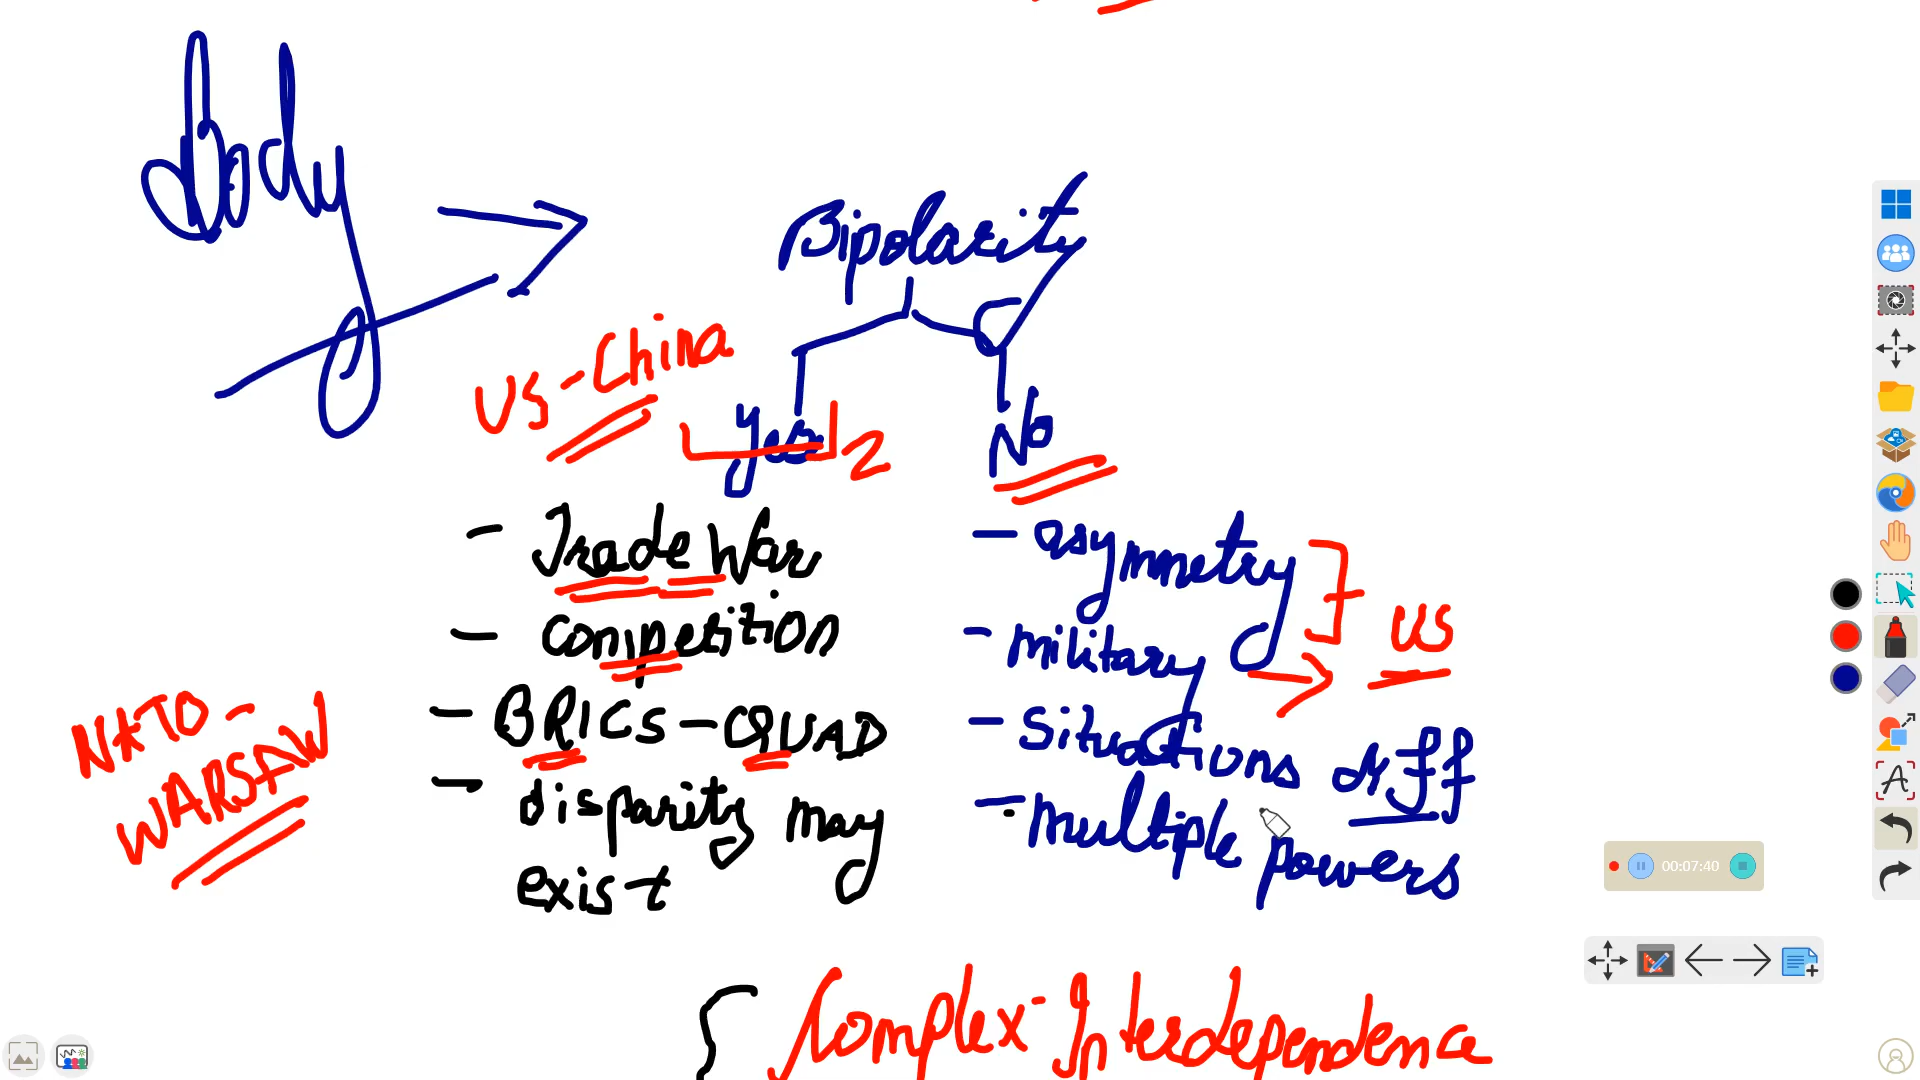 Body
Bipolarity
US-China
Yes
2
No
- Trade War
- Competition
- BRICS - QUAD
- disparity may
exist
NATO -
WARSAW
- asymmetry
- military
US
- Situations diff
- multiple powers
Complex-Interdependence
00:07:40